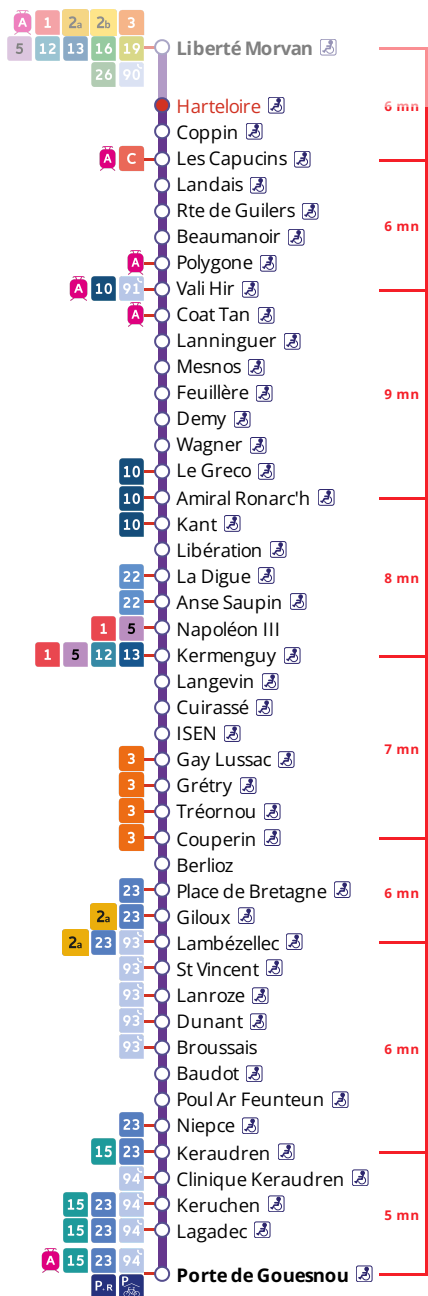 A 1 2a 2b 3
5 12 13 16 19 Liberté Morvan
26 90
Harteloire 6 mn
Coppin
A C Les Capucins
Landais
Rte de Guilers 6 mn
Beaumanoir
A Polygone
A 10 91 Vali Hir
A Coat Tan
Lanninguer
Mesnos
Feuillère 9 mn
Demy
Wagner
10 Le Greco
10 Amiral Ronarc'h
10 Kant
Libération
22 La Digue 8 mn
22 Anse Saupin
1 5 Napoléon III
1 5 12 13 Kermenguy
Langevin
Cuirassé
ISEN 7 mn
3 Gay Lussac
3 Grétry
3 Tréornou
3 Couperin
Berlioz
23 Place de Bretagne 6 mn
2a 23 Giloux
2a 23 93 Lambézellec
93 St Vincent
93 Lanroze
93 Dunant
93 Broussais 6 mn
Baudot
Poul Ar Feunteun
23 Niepce
15 23 Keraudren
94 Clinique Keraudren
15 23 94 Keruchen 5 mn
15 23 94 Lagadec
A 15 23 94
Porte de Gouesnou
P+R P